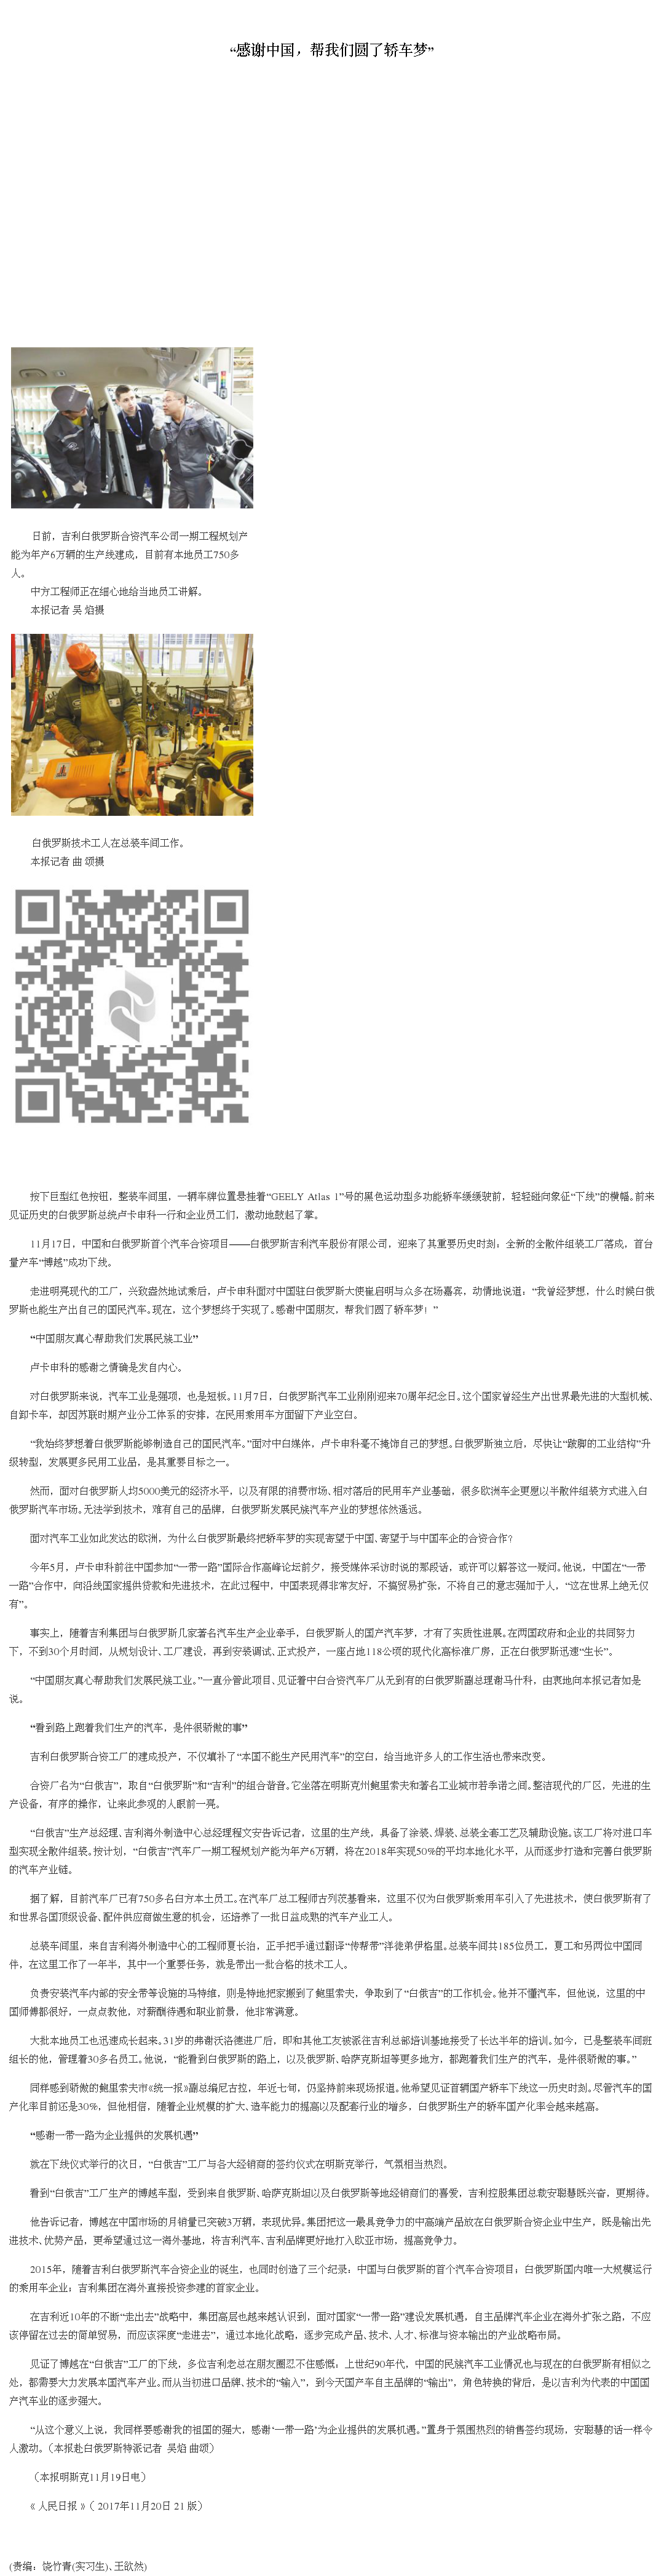 “感谢中国，帮我们圆了轿车梦”
日前，吉利白俄罗斯合资汽车公司一期工程规划产
能为年产6万辆的生产线建成，目前有本地员工750多
人。
中方工程师正在细心地给当地员工讲解。
本报记者 吴 焰摄
白俄罗斯技术工人在总装车间工作。
本报记者 曲 颂摄
按下巨型红色按钮，整装车间里，一辆车牌位置悬挂着“GEELY Atlas 1”号的黑色运动型多功能轿车缓缓驶前，轻轻碰向象征“下线”的横幅。前来
见证历史的白俄罗斯总统卢卡申科一行和企业员工们，激动地鼓起了掌。
11月17日，中国和白俄罗斯首个汽车合资项目——白俄罗斯吉利汽车股份有限公司，迎来了其重要历史时刻：全新的全散件组装工厂落成，首台
量产车“博越”成功下线。
走进明亮现代的工厂，兴致盎然地试乘后，卢卡申科面对中国驻白俄罗斯大使崔启明与众多在场嘉宾，动情地说道：“我曾经梦想，什么时候白俄
罗斯也能生产出自己的国民汽车。现在，这个梦想终于实现了。感谢中国朋友，帮我们圆了轿车梦！”
“中国朋友真心帮助我们发展民族工业”
卢卡申科的感谢之情确是发自内心。
对白俄罗斯来说，汽车工业是强项，也是短板。11月7日，白俄罗斯汽车工业刚刚迎来70周年纪念日。这个国家曾经生产出世界最先进的大型机械、
自卸卡车，却因苏联时期产业分工体系的安排，在民用乘用车方面留下产业空白。
“我始终梦想着白俄罗斯能够制造自己的国民汽车。”面对中白媒体，卢卡申科毫不掩饰自己的梦想。白俄罗斯独立后，尽快让“跛脚的工业结构”升
级转型，发展更多民用工业品，是其重要目标之一。
然而，面对白俄罗斯人均5000美元的经济水平，以及有限的消费市场、相对落后的民用车产业基础，很多欧洲车企更愿以半散件组装方式进入白
俄罗斯汽车市场。无法学到技术，难有自己的品牌，白俄罗斯发展民族汽车产业的梦想依然遥远。
面对汽车工业如此发达的欧洲，为什么白俄罗斯最终把轿车梦的实现寄望于中国、寄望于与中国车企的合资合作？
今年5月，卢卡申科前往中国参加“一带一路”国际合作高峰论坛前夕，接受媒体采访时说的那段话，或许可以解答这一疑问。他说，中国在“一带
一路”合作中，向沿线国家提供贷款和先进技术，在此过程中，中国表现得非常友好，不搞贸易扩张，不将自己的意志强加于人，“这在世界上绝无仅
有”。
事实上，随着吉利集团与白俄罗斯几家著名汽车生产企业牵手，白俄罗斯人的国产汽车梦，才有了实质性进展。在两国政府和企业的共同努力
下，不到30个月时间，从规划设计、工厂建设，再到安装调试、正式投产，一座占地118公顷的现代化高标准厂房，正在白俄罗斯迅速“生长”。
“中国朋友真心帮助我们发展民族工业。”一直分管此项目、见证着中白合资汽车厂从无到有的白俄罗斯副总理谢马什科，由衷地向本报记者如是
说。
“看到路上跑着我们生产的汽车，是件很骄傲的事”
吉利白俄罗斯合资工厂的建成投产，不仅填补了“本国不能生产民用汽车”的空白，给当地许多人的工作生活也带来改变。
合资厂名为“白俄吉”，取自“白俄罗斯”和“吉利”的组合谐音。它坐落在明斯克州鲍里索夫和著名工业城市若季诺之间。整洁现代的厂区，先进的生
产设备，有序的操作，让来此参观的人眼前一亮。
“白俄吉”生产总经理、吉利海外制造中心总经理程文安告诉记者，这里的生产线，具备了涂装、焊装、总装全套工艺及辅助设施。该工厂将对进口车
型实现全散件组装。按计划，“白俄吉”汽车厂一期工程规划产能为年产6万辆，将在2018年实现50%的平均本地化水平，从而逐步打造和完善白俄罗斯
的汽车产业链。
据了解，目前汽车厂已有750多名白方本土员工。在汽车厂总工程师古列茨基看来，这里不仅为白俄罗斯乘用车引入了先进技术，使白俄罗斯有了
和世界各国顶级设备、配件供应商做生意的机会，还培养了一批日益成熟的汽车产业工人。
总装车间里，来自吉利海外制造中心的工程师夏长治，正手把手通过翻译“传帮带”洋徒弟伊格里。总装车间共185位员工，夏工和另两位中国同
伴，在这里工作了一年半，其中一个重要任务，就是带出一批合格的技术工人。
负责安装汽车内部的安全带等设施的马特维，则是特地把家搬到了鲍里索夫，争取到了“白俄吉”的工作机会。他并不懂汽车，但他说，这里的中
国师傅都很好，一点点教他，对薪酬待遇和职业前景，他非常满意。
大批本地员工也迅速成长起来。31岁的弗谢沃洛德进厂后，即和其他工友被派往吉利总部培训基地接受了长达半年的培训。如今，已是整装车间班
组长的他，管理着30多名员工。他说，“能看到白俄罗斯的路上，以及俄罗斯、哈萨克斯坦等更多地方，都跑着我们生产的汽车，是件很骄傲的事。”
同样感到骄傲的鲍里索夫市《统一报》副总编尼古拉，年近七旬，仍坚持前来现场报道。他希望见证首辆国产轿车下线这一历史时刻。尽管汽车的国
产化率目前还是30%，但他相信，随着企业规模的扩大、造车能力的提高以及配套行业的增多，白俄罗斯生产的轿车国产化率会越来越高。
“感谢一带一路为企业提供的发展机遇”
就在下线仪式举行的次日，“白俄吉”工厂与各大经销商的签约仪式在明斯克举行，气氛相当热烈。
看到“白俄吉”工厂生产的博越车型，受到来自俄罗斯、哈萨克斯坦以及白俄罗斯等地经销商们的喜爱，吉利控股集团总裁安聪慧既兴奋，更期待。
他告诉记者，博越在中国市场的月销量已突破3万辆，表现优异。集团把这一最具竞争力的中高端产品放在白俄罗斯合资企业中生产，既是输出先
进技术、优势产品，更希望通过这一海外基地，将吉利汽车、吉利品牌更好地打入欧亚市场，提高竞争力。
2015年，随着吉利白俄罗斯汽车合资企业的诞生，也同时创造了三个纪录：中国与白俄罗斯的首个汽车合资项目；白俄罗斯国内唯一大规模运行
的乘用车企业；吉利集团在海外直接投资参建的首家企业。
在吉利近10年的不断“走出去”战略中，集团高层也越来越认识到，面对国家“一带一路”建设发展机遇，自主品牌汽车企业在海外扩张之路，不应
该停留在过去的简单贸易，而应该深度“走进去”，通过本地化战略，逐步完成产品、技术、人才、标准与资本输出的产业战略布局。
见证了博越在“白俄吉”工厂的下线，多位吉利老总在朋友圈忍不住感慨：上世纪90年代，中国的民族汽车工业情况也与现在的白俄罗斯有相似之
处，都需要大力发展本国汽车产业。而从当初进口品牌、技术的“输入”，到今天国产车自主品牌的“输出”，角色转换的背后，是以吉利为代表的中国国
产汽车业的逐步强大。
“从这个意义上说，我同样要感谢我的祖国的强大，感谢‘一带一路’为企业提供的发展机遇。”置身于氛围热烈的销售签约现场，安聪慧的话一样令
人激动。（本报赴白俄罗斯特派记者 吴焰 曲颂）
（本报明斯克11月19日电）
《 人民日报 》（ 2017年11月20日 21 版）
(责编：饶竹青(实习生)、王欲然)